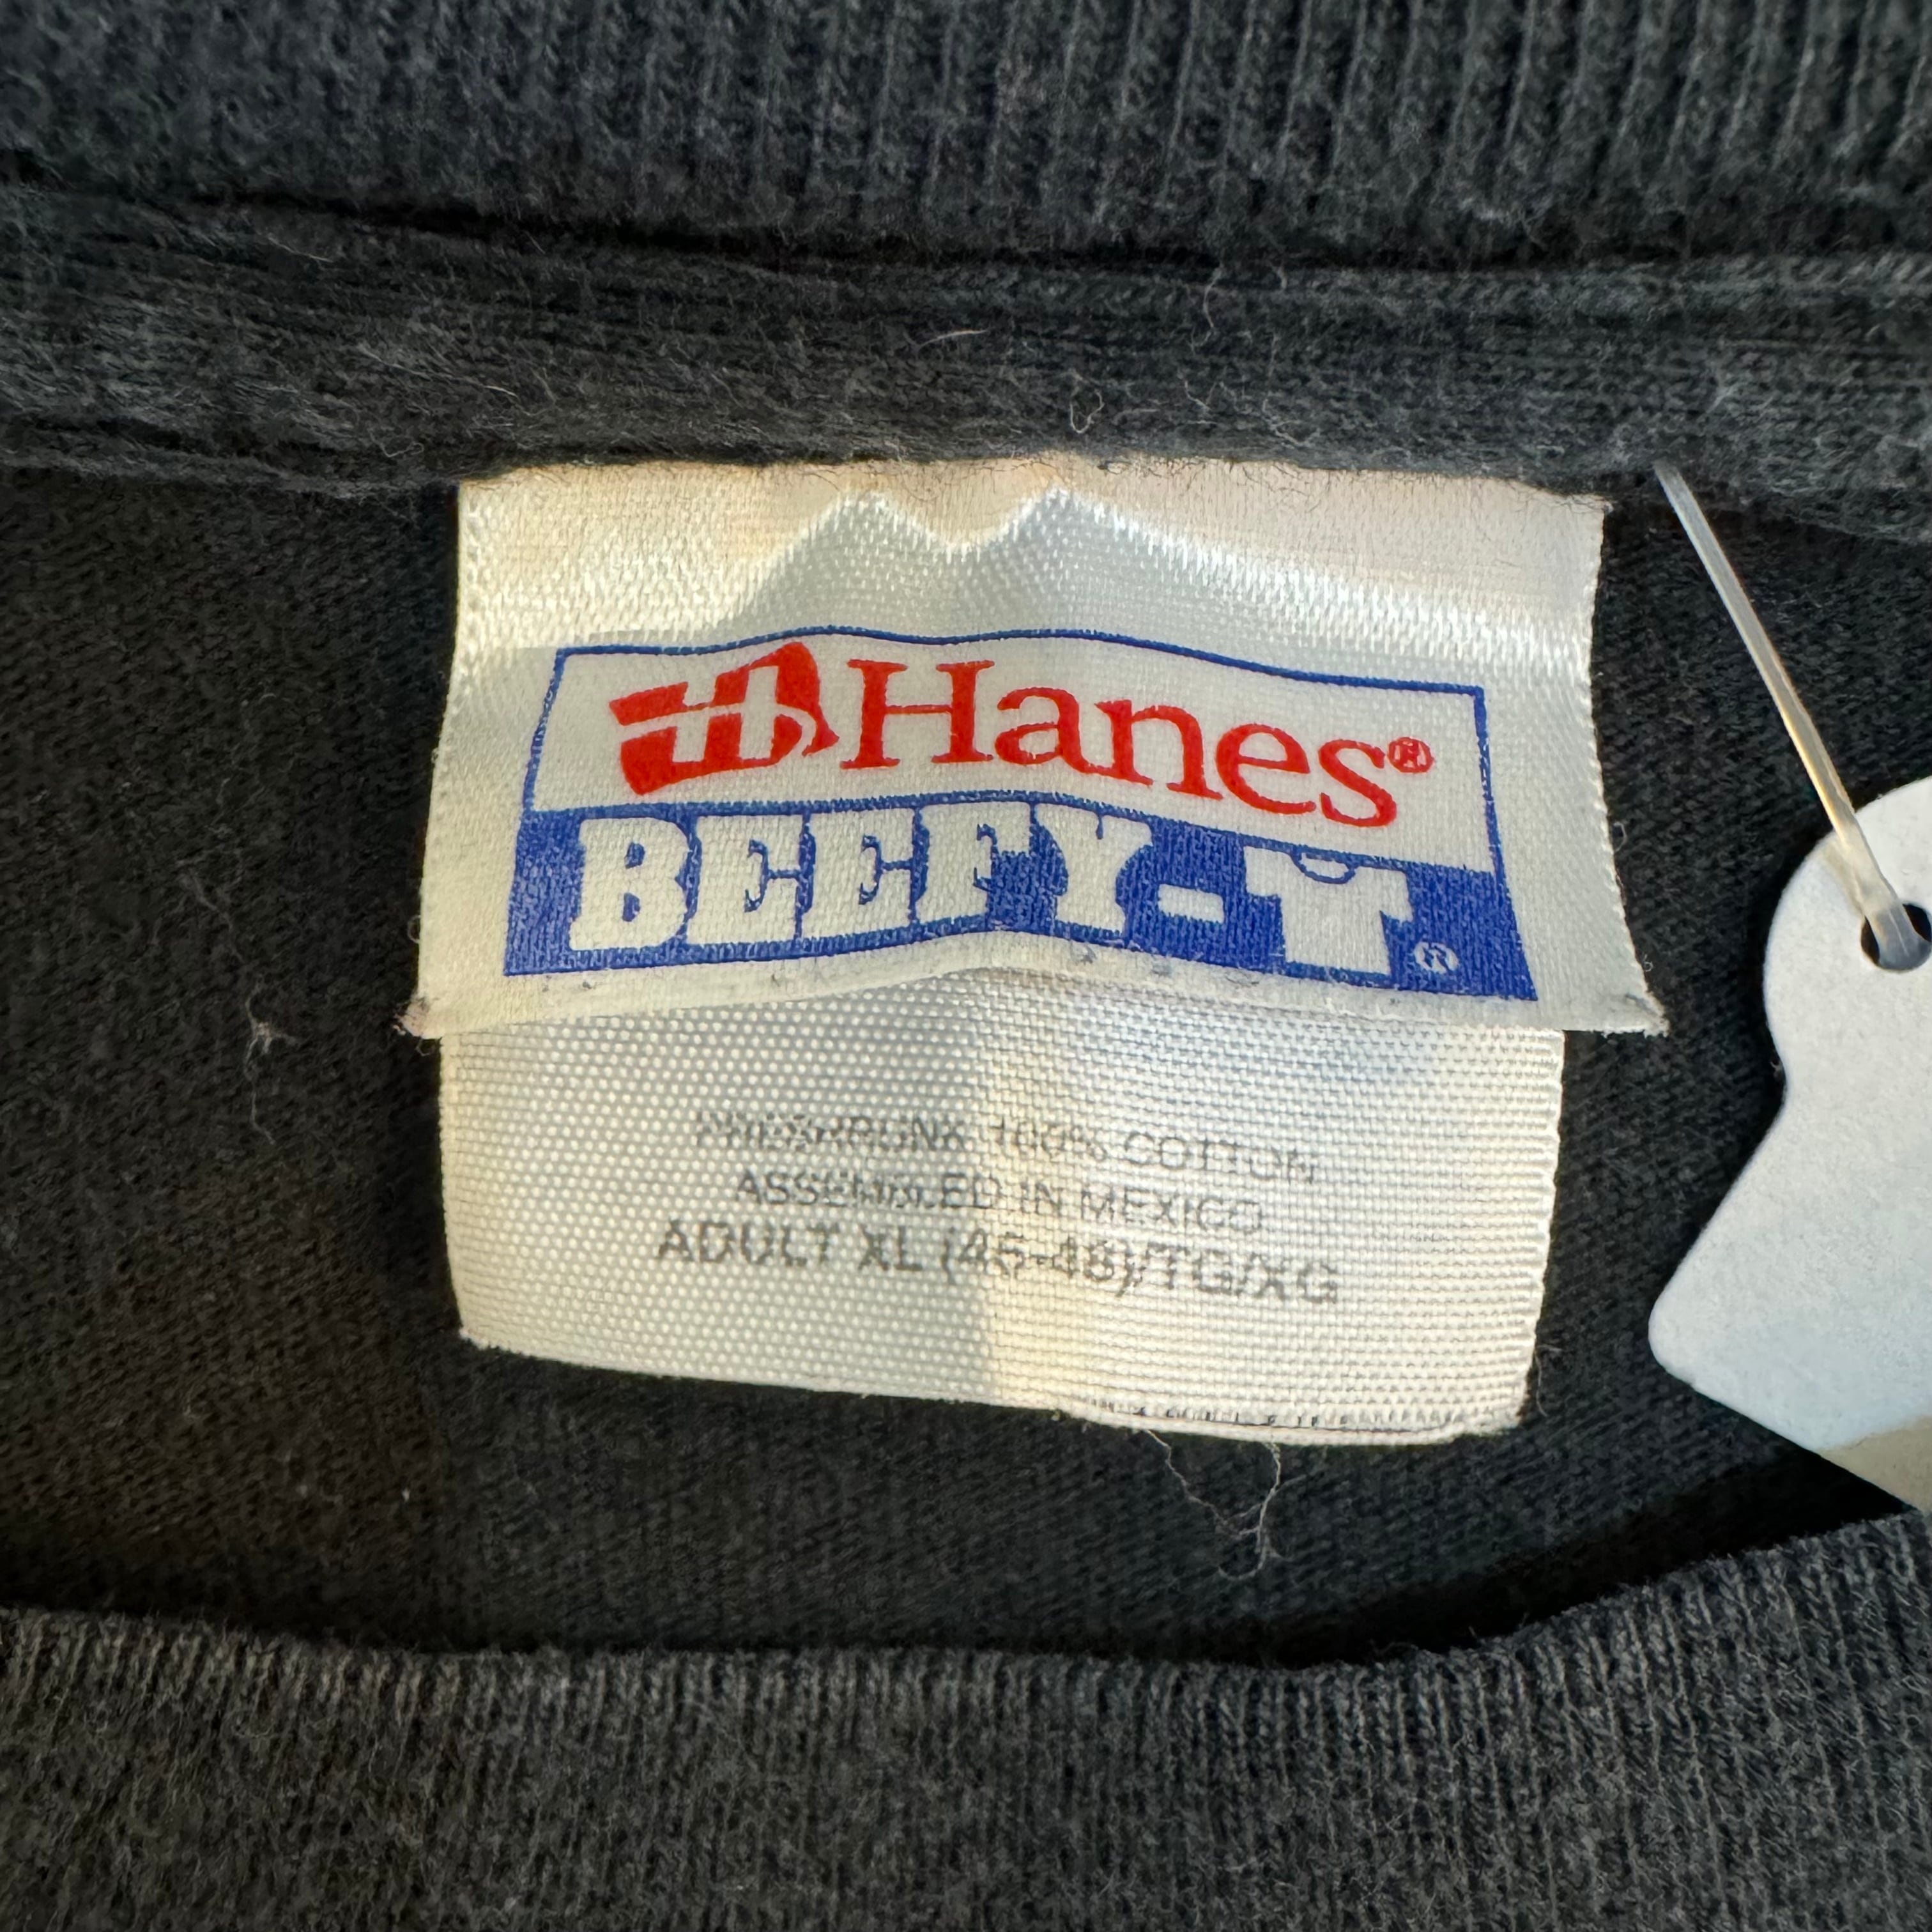 Hanes®
BEEFY-T®
PRESHRUNK 100% COTTON
ASSEMBLED IN MEXICO
ADULT XL (46-48)/TG/XG